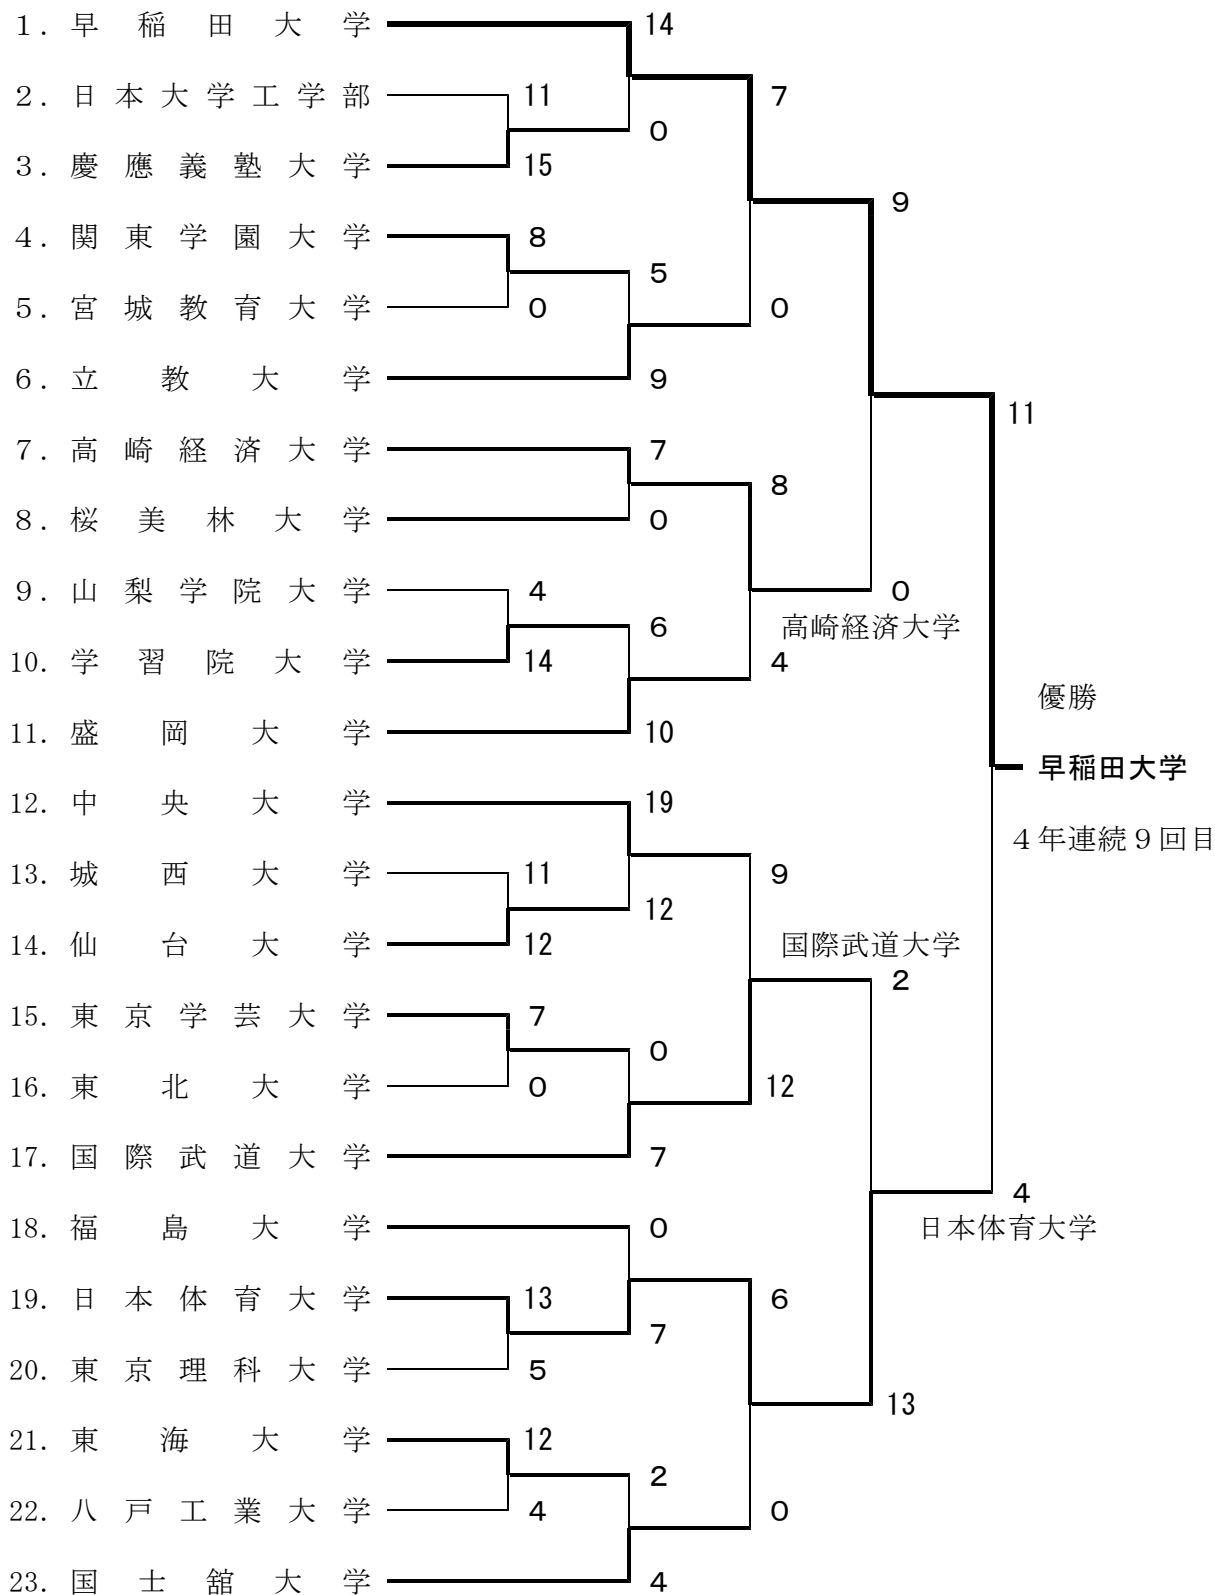 1. 早稲田大学 14
2. 日本大学工学部 11 7
0
3. 慶應義塾大学 15
9
4. 関東学園大学 8
5
5. 宮城教育大学 0 0
6. 立教大学 9
11
7. 高崎経済大学 7
8
8. 桜美林大学 0
9. 山梨学院大学 4 0
6 高崎経済大学
10. 学習院大学 14 4
優勝
11. 盛岡大学 10
早稲田大学
12. 中央大学 19
4年連続9回目
13. 城西大学 11 9
12
14. 仙台大学 12 国際武道大学
2
15. 東京学芸大学 7
0
16. 東北大学 0 12
17. 国際武道大学 7
4
18. 福島大学 0 日本体育大学
19. 日本体育大学 13 6
7
20. 東京理科大学 5
13
21. 東海大学 12
2
22. 八戸工業大学 4 0
23. 国士舘大学 4